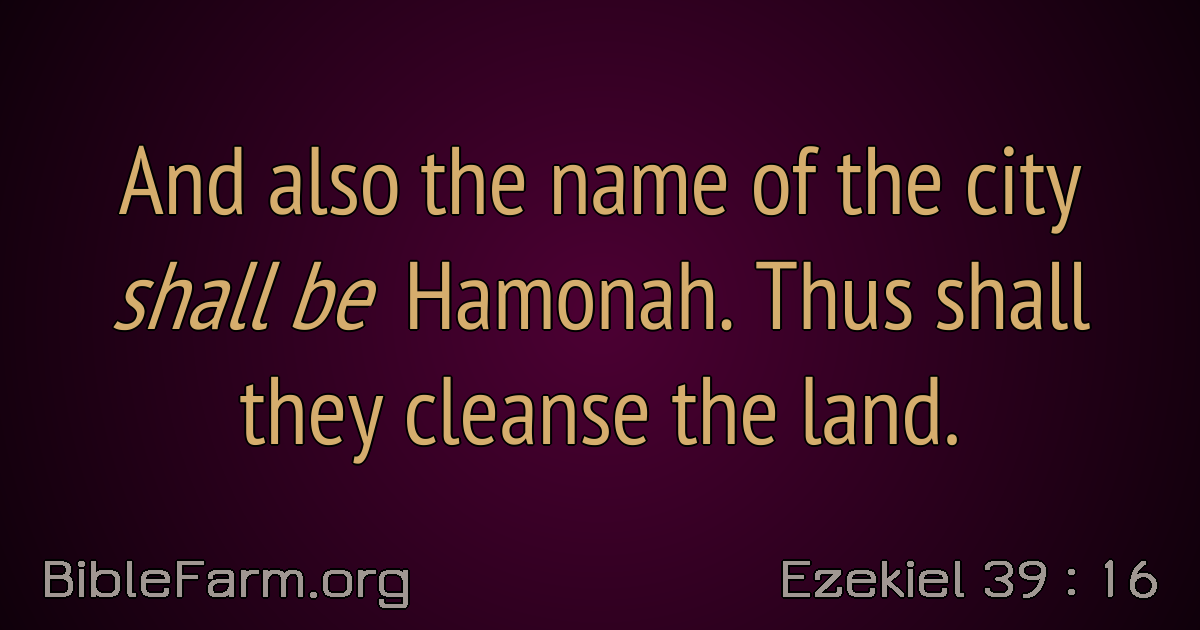 And also the name of the city
shall be Hamonah. Thus shall
they cleanse the land.
BibleFarm.org
Ezekiel 39 : 16